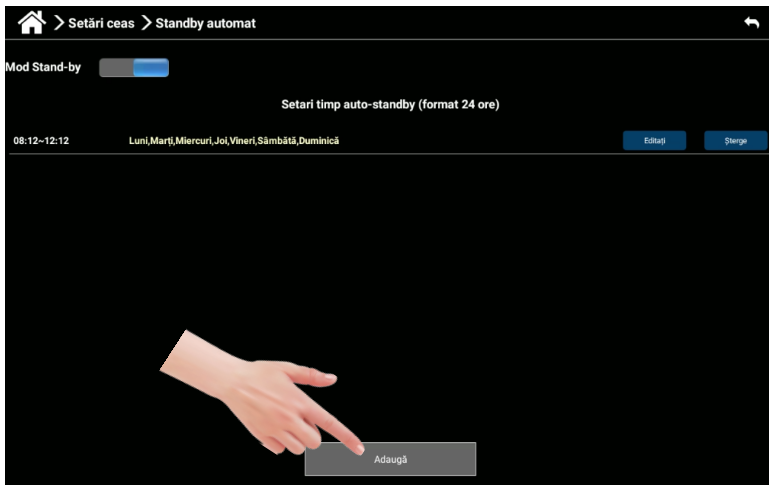 Setări ceas Standby automat
Mod Stand-by
Setari timp auto-standby (format 24 ore)
08:12~12:12 Luni,Marți,Miercuri,Joi,Vineri,Sâmbătă,Duminică Editați Șterge
Adaugă